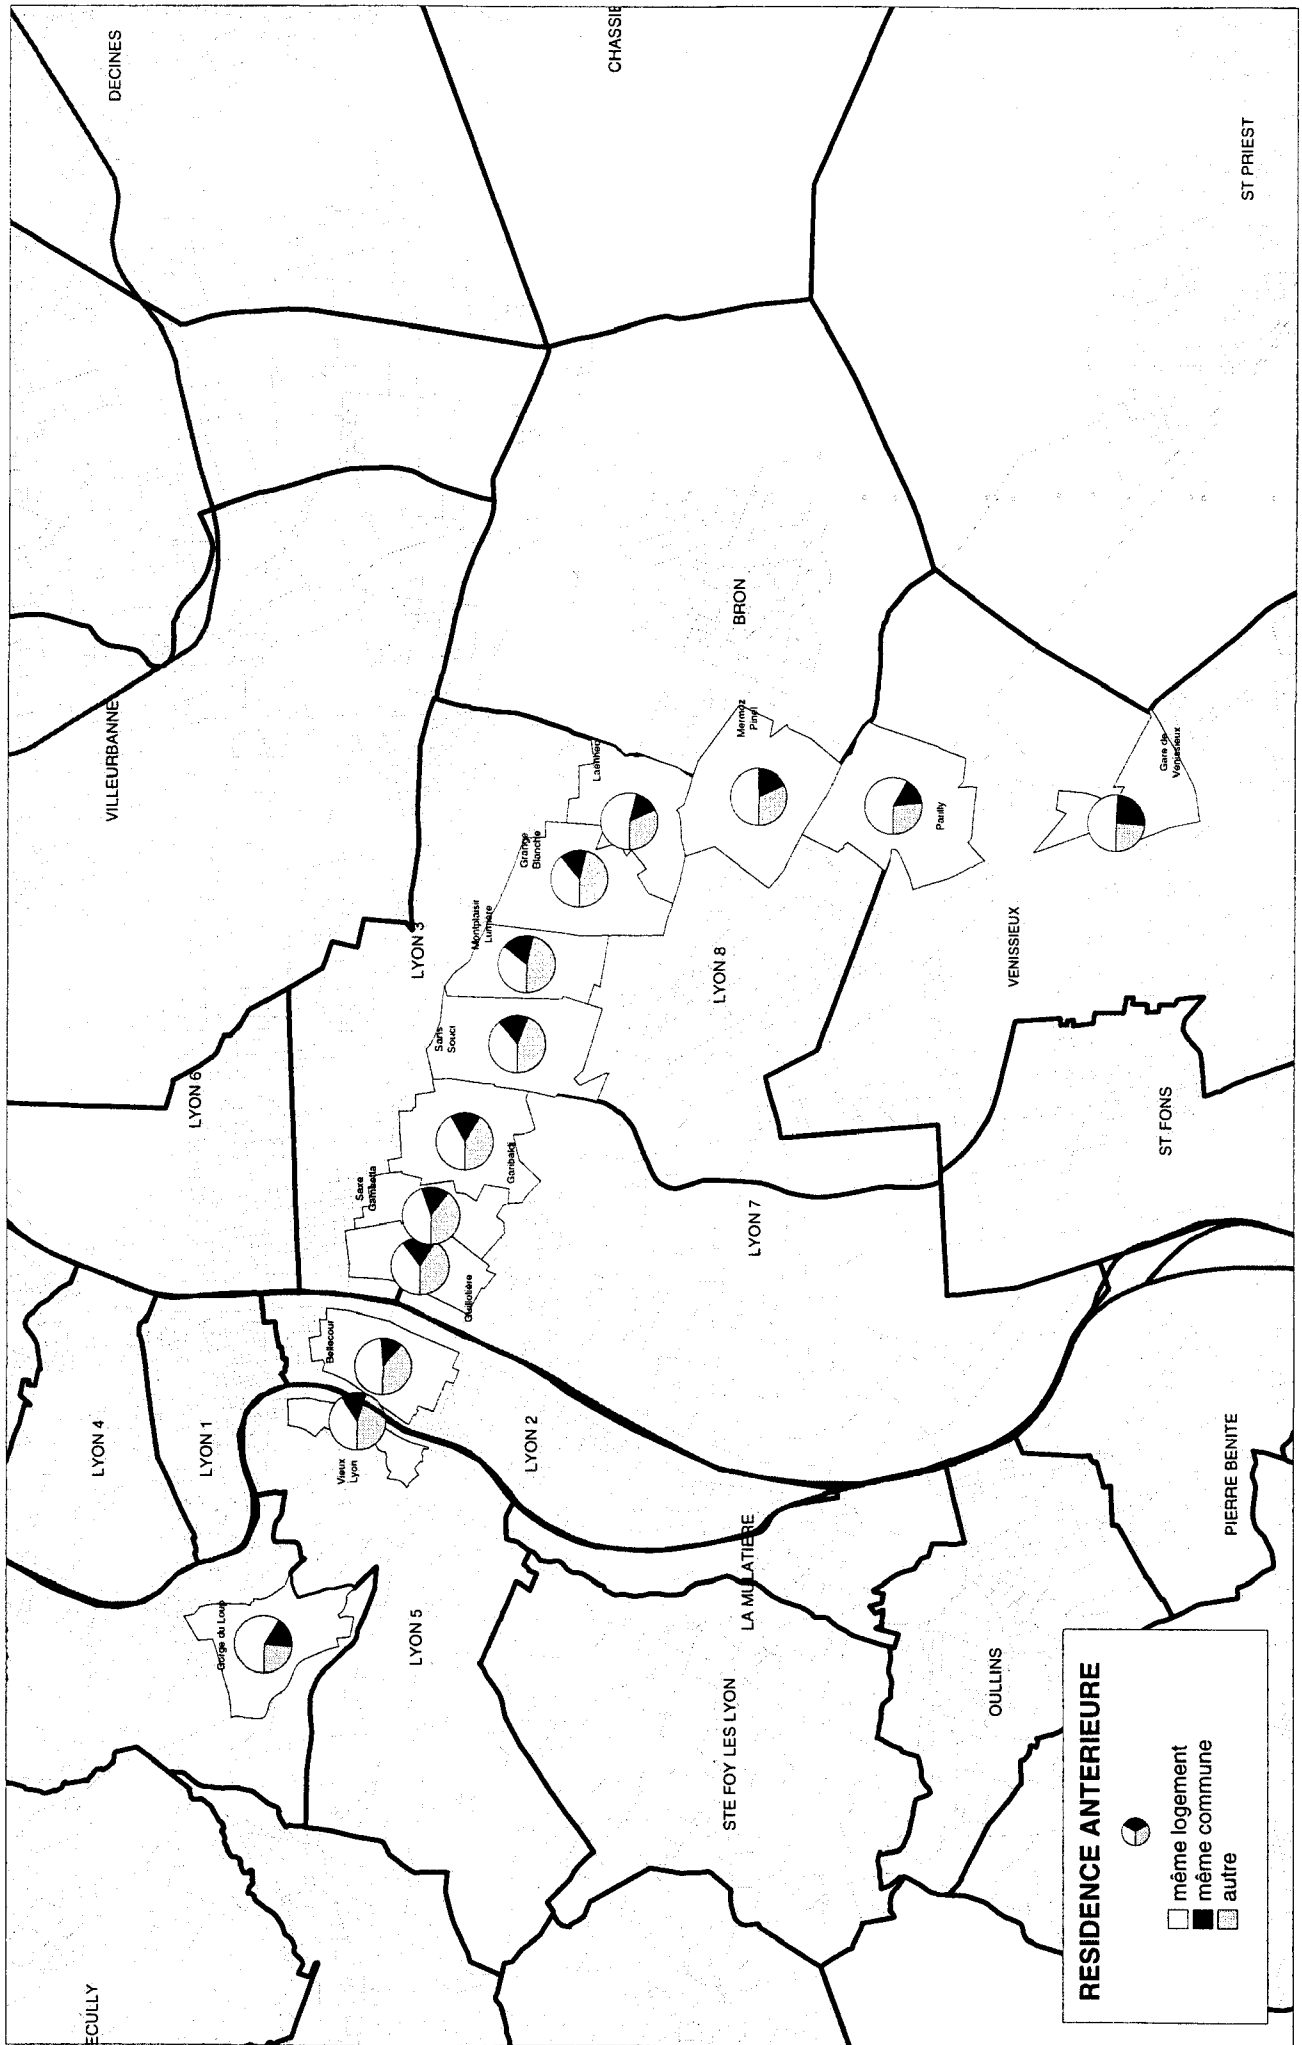 DECINES
CHASSIE
ST PRIEST
VILLEURBANNE
BRON
Mermoz
Pinel
Laennec
Gare de
Venissieux
Parilly
Grange
Blanche
Montplaisir
Lumière
LYON 3
LYON 8
VENISSIEUX
Sans
Souci
LYON 6
ST FONS
Saxe
Gambetta
Garibaldi
LYON 7
Guillotière
Bellecour
LYON 4
LYON 1
Vieux
Lyon
LYON 2
PIERRE BENITE
LA MULATIERE
Gorge du Loup
LYON 5
STE FOY LES LYON
OULLINS
ECULLY
RESIDENCE ANTERIEURE
même logement
même commune
autre